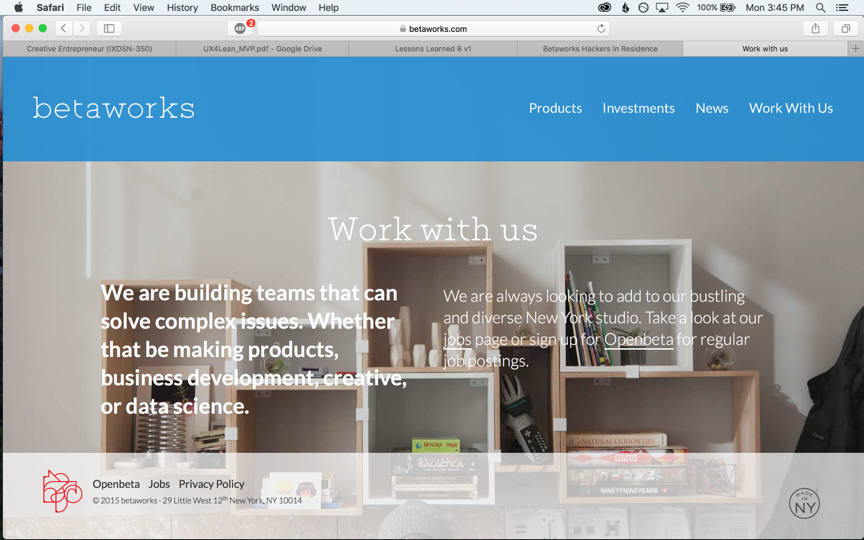 Safari File Edit View History Bookmarks Window Help 100% Mon 3:45 PM
ABP 2 betaworks.com
Creative Entrepreneur (IXDSN-350) UX4Lean_MVP.pdf - Google Drive Lessons Learned 8 v1 Betaworks Hackers In Residence Work with us
betaworks Products Investments News Work With Us
Work with us
We are building teams that can
solve complex issues. Whether
that be making products,
business development, creative,
or data science.
We are always looking to add to our bustling
and diverse New York studio. Take a look at our
jobs page or sign up for Openbeta for regular
job postings.
GALACTICA
NATURAL CURIOSITIES
NINETYNINEYEARS
Openbeta Jobs Privacy Policy
© 2015 betaworks · 29 Little West 12th New York, NY 10014
MADE IN NY